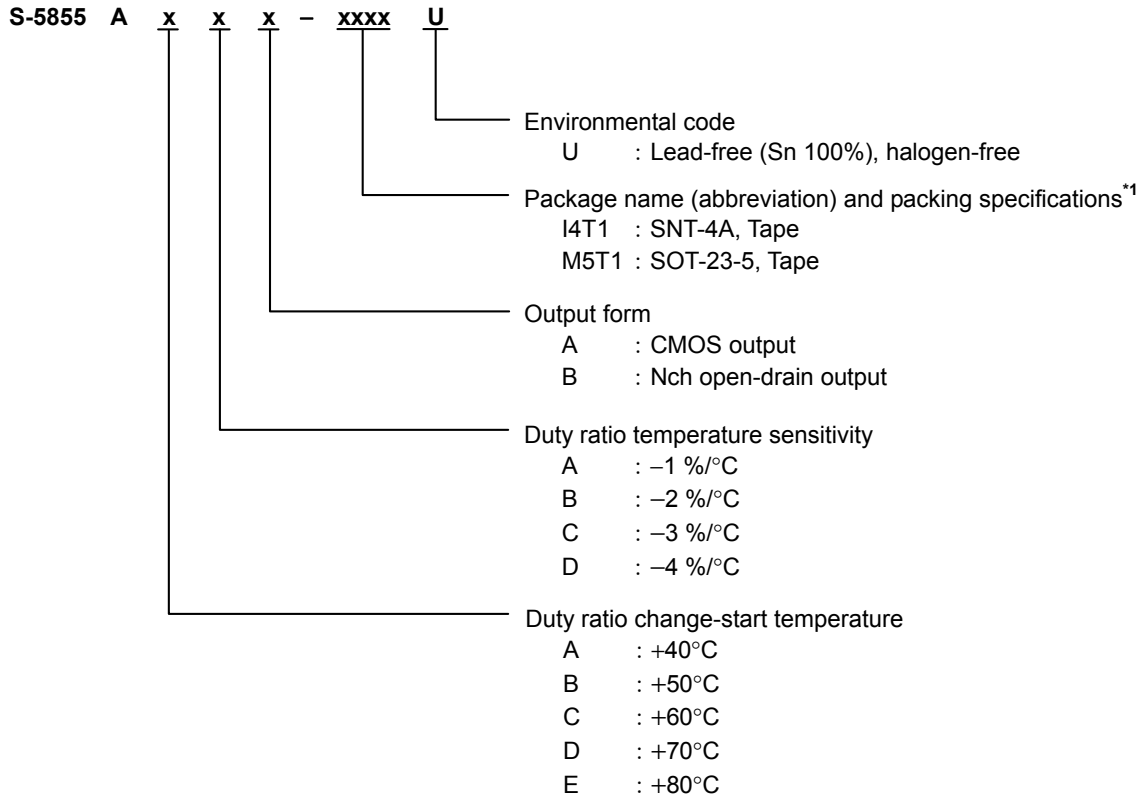 S-5855 A x x x – xxxx U
Environmental code
U : Lead-free (Sn 100%), halogen-free
Package name (abbreviation) and packing specifications*1
I4T1 : SNT-4A, Tape
M5T1 : SOT-23-5, Tape
Output form
A : CMOS output
B : Nch open-drain output
Duty ratio temperature sensitivity
A : −1 %/°C
B : −2 %/°C
C : −3 %/°C
D : −4 %/°C
Duty ratio change-start temperature
A : +40°C
B : +50°C
C : +60°C
D : +70°C
E : +80°C